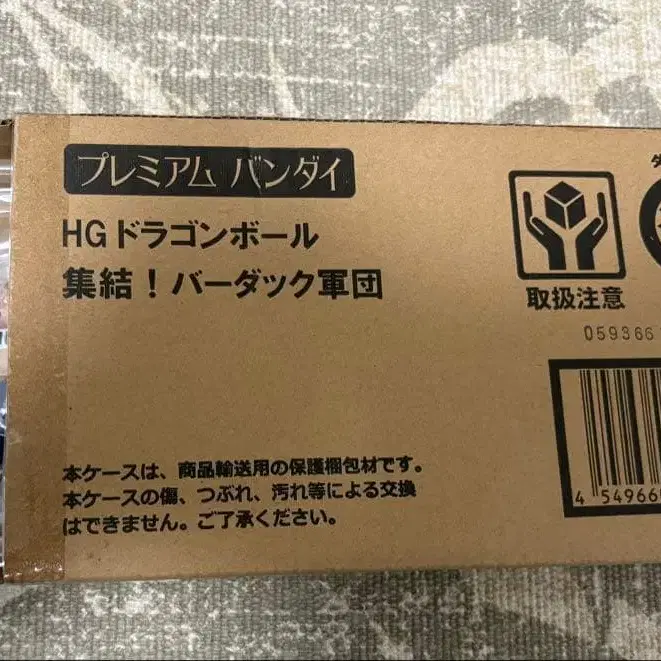 プレミアム バンダイ
HGドラゴンボール
集結！バーダック軍団
取扱注意
059366
4 549660
本ケースは、商品輸送用の保護梱包材です。
本ケースの傷、つぶれ、汚れ等による交換
はできません。ご了承ください。